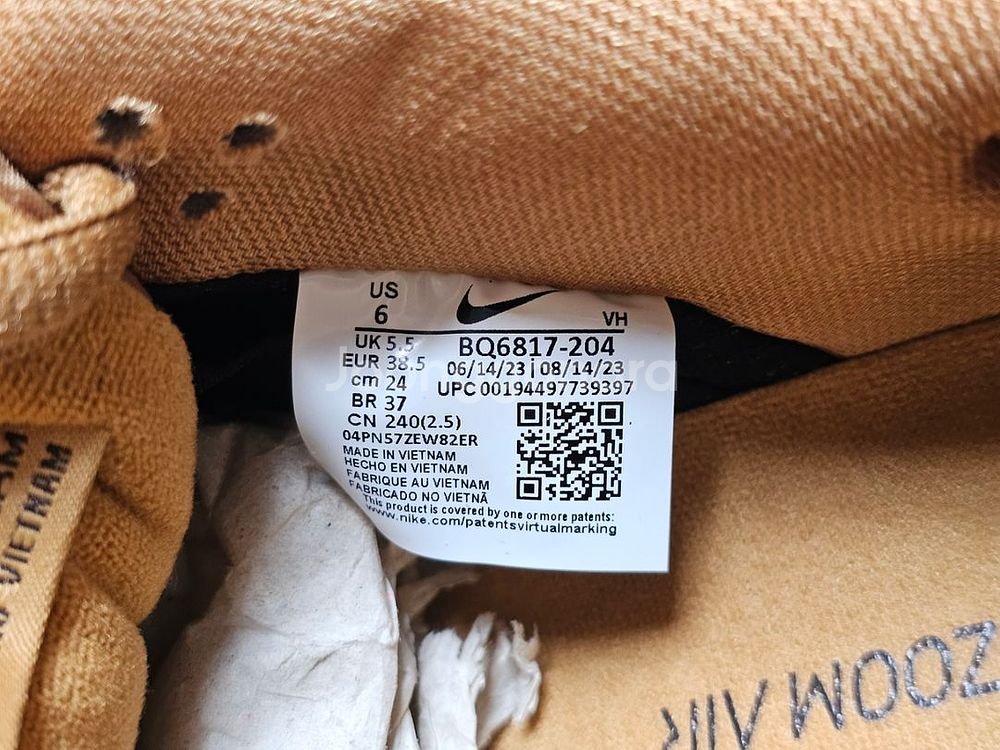 US
6
VH
UK 5.5
BQ6817-204
EUR 38.5
06/14/23 | 08/14/23
cm 24
UPC 00194497739397
BR 37
CN 240(2.5)
04PN57ZEW82ER
MADE IN VIETNAM
HECHO EN VIETNAM
FABRIQUE AU VIETNAM
FABRICADO NO VIETNÃ
This product is covered by one or more patents:
www.nike.com/patentsvirtualmarking
VIETNAM
ZOOM AIR